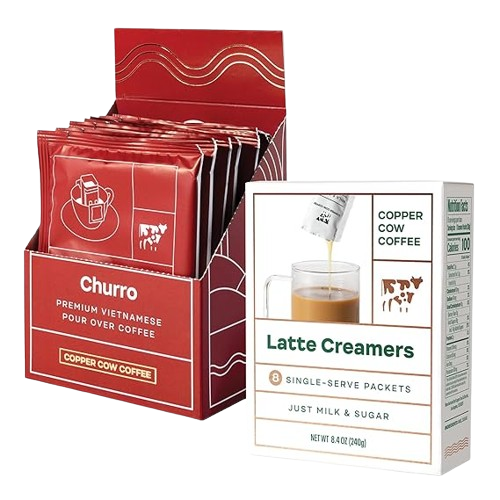 Churro
PREMIUM VIETNAMESE
POUR OVER COFFEE
COPPER COW COFFEE
COPPER
COW
COFFEE
Latte Creamers
8 SINGLE-SERVE PACKETS
JUST MILK & SUGAR
NET WT 8.4 OZ (240g)
Nutrition Facts
Calories 100